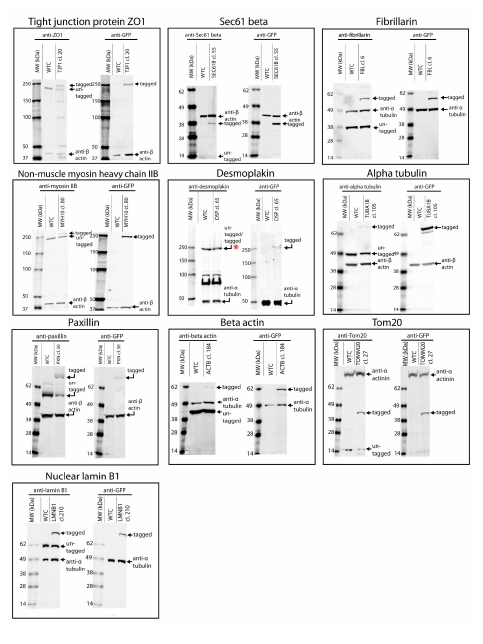 Tight junction protein ZO1
anti-ZO1
anti-GFP
MW (kDa)
WTC
TJP1 cl. 20
MW (kDa)
WTC
TJP1 cl. 20
250
150
100
75
50
37
tagged
un-
tagged
anti-β
actin
250
150
100
75
50
37
tagged
anti-β
actin
Sec61 beta
anti-Sec61 beta
anti-GFP
MW (kDa)
WTC
SEC61B cl. 55
MW (kDa)
WTC
SEC61B cl. 55
62
49
38
28
14
anti-β
actin
tagged
un-
tagged
62
49
38
28
14
anti-β
actin
tagged
Fibrillarin
anti-fibrillarin
anti-GFP
MW (kDa)
WTC
FBL cl. 6
MW (kDa)
WTC
FBL cl. 6
62
49
38
28
14
tagged
anti-α
tubulin
un-
tagged
62
49
38
28
14
tagged
anti-α
tubulin
Non-muscle myosin heavy chain IIB
anti-myosin IIB
anti-GFP
MW (kDa)
WTC
MYH10 cl. 80
MW (kDa)
WTC
MYH10 cl. 80
250
150
100
75
50
37
tagged
un-
tagged
anti-β
actin
250
150
100
75
50
37
tagged
anti-β
actin
Desmoplakin
anti-desmoplakin
anti-GFP
MW (kDa)
WTC
DSP cl. 65
MW (kDa)
WTC
DSP cl. 65
250
150
100
75
50
un-
tagged/
tagged
anti-α
tubulin
250
150
100
75
50
tagged
anti-α
tubulin
Alpha tubulin
anti-alpha tubulin
anti-GFP
MW (kDa)
WTC
TUBA1B
cl. 105
MW (kDa)
WTC
TUBA1B
cl. 105
62
49
38
28
14
tagged
un-
tagged
anti-β
actin
62
49
38
28
14
tagged
anti-β
actin
Paxillin
anti-paxillin
anti-GFP
MW (kDa)
WTC
PXN cl. 50
MW (kDa)
WTC
PXN cl. 50
62
49
38
28
14
tagged
un-
tagged
anti-β
actin
62
49
38
28
14
tagged
anti-β
actin
Beta actin
anti-beta actin
anti-GFP
MW (kDa)
WTC
ACTB cl. 184
MW (kDa)
WTC
ACTB cl. 184
62
49
38
28
14
tagged
anti-α
tubulin
un-
tagged
62
49
38
28
14
tagged
anti-α
tubulin
Tom20
anti-Tom20
anti-GFP
MW (kDa)
WTC
TOMM20
cl. 27
MW (kDa)
WTC
TOMM20
cl. 27
62
49
38
28
14
anti-α
actinin
tagged
un-
tagged
62
49
38
28
14
anti-α
actinin
tagged
Nuclear lamin B1
anti-lamin B1
anti-GFP
MW (kDa)
WTC
LMNB1
cl.210
MW (kDa)
WTC
LMNB1
cl.210
62
49
38
28
14
tagged
un-
tagged
anti-α
tubulin
62
49
38
28
14
tagged
anti-α
tubulin